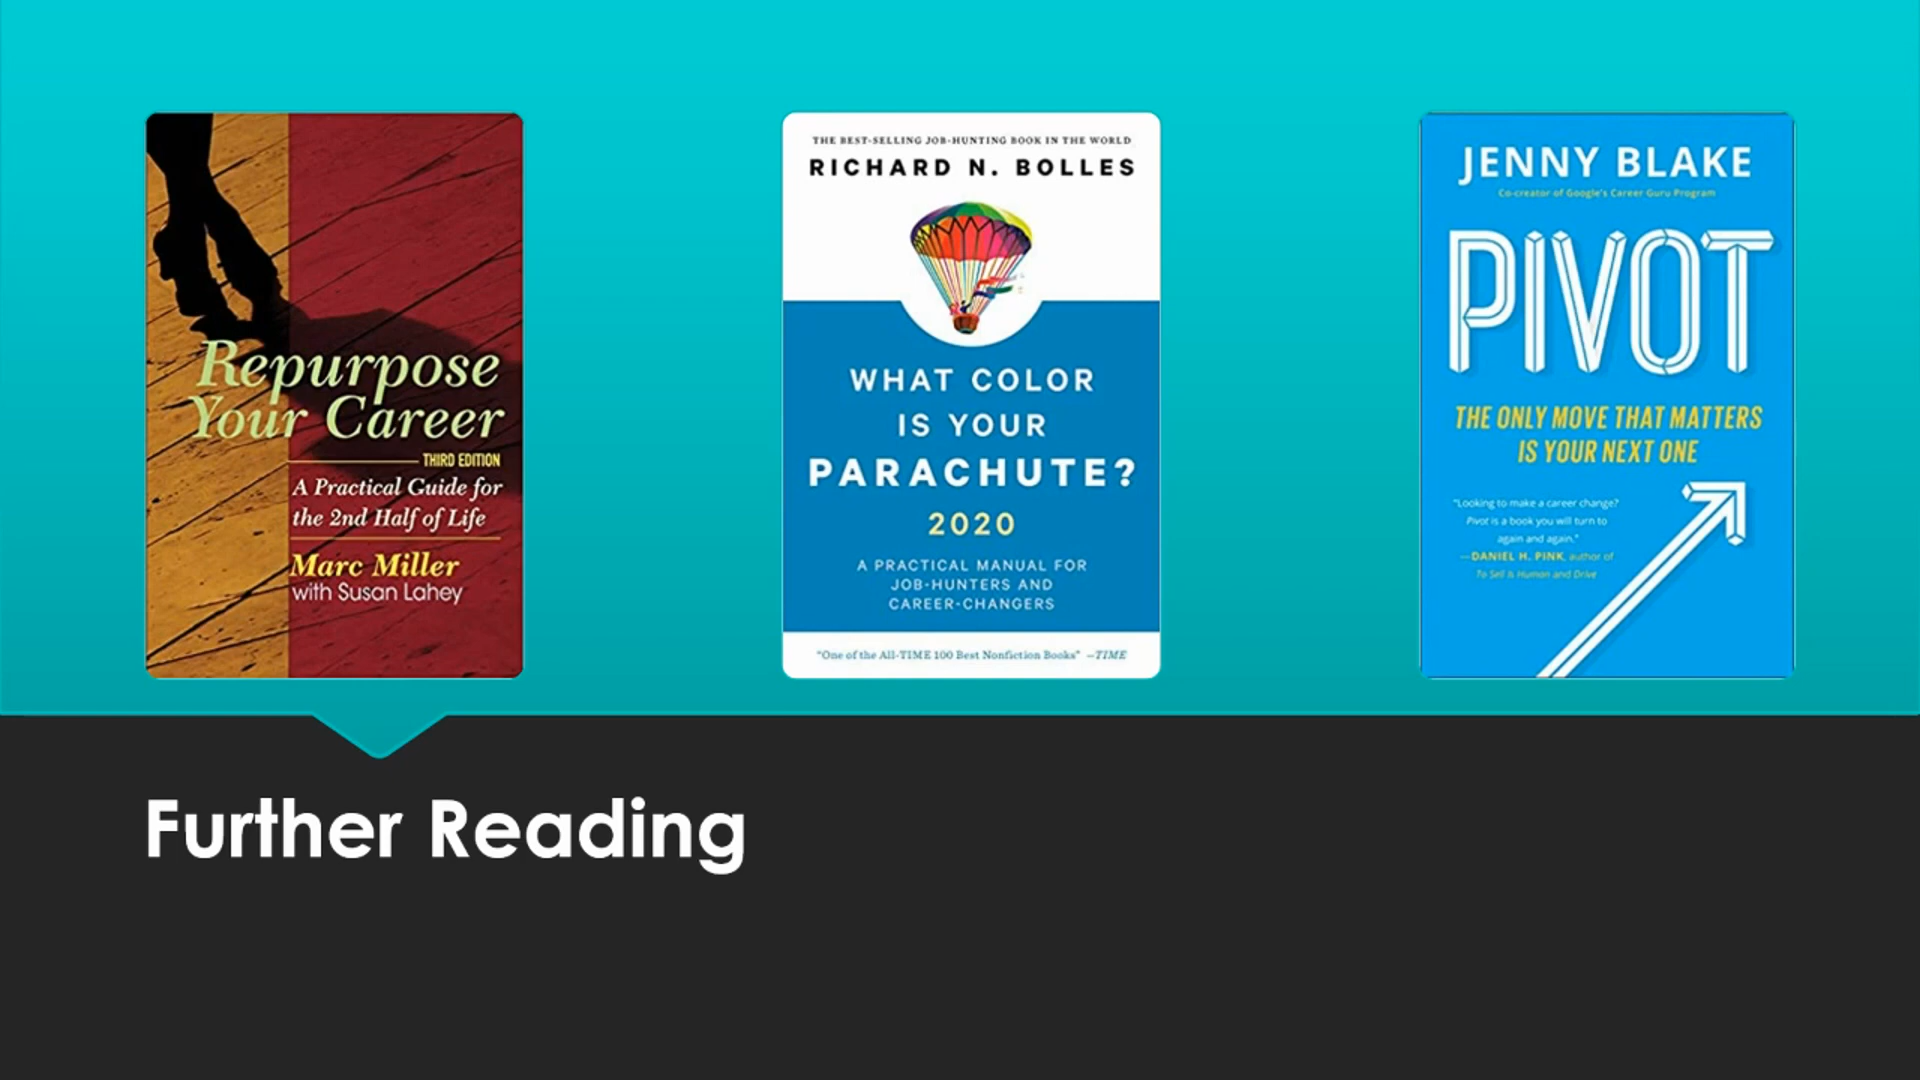 Repurpose
Your Career
THIRD EDITION
A Practical Guide for
the 2nd Half of Life
Marc Miller
with Susan Lahey
THE BEST-SELLING JOB-HUNTING BOOK IN THE WORLD
RICHARD N. BOLLES
WHAT COLOR
IS YOUR
PARACHUTE?
2020
A PRACTICAL MANUAL FOR
JOB-HUNTERS AND
CAREER-CHANGERS
"One of the All-TIME 100 Best Nonfiction Books" —TIME
JENNY BLAKE
Co-creator of Google's Career Guru Program
PIVOT
THE ONLY MOVE THAT MATTERS
IS YOUR NEXT ONE
"Looking to make a career change?
Pivot is a book you will turn to
again and again."
—DANIEL H. PINK, author of
To Sell Is Human and Drive
Further Reading